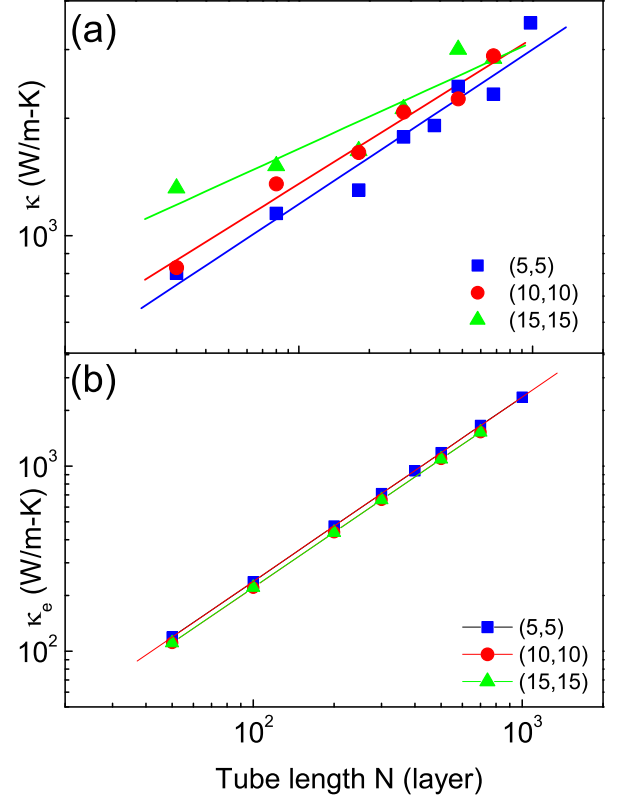 (a)
κ (W/m-K)
10³
(5,5)
(10,10)
(15,15)
(b)
κₑ (W/m-K)
10³
10²
(5,5)
(10,10)
(15,15)
10²
10³
Tube length N (layer)